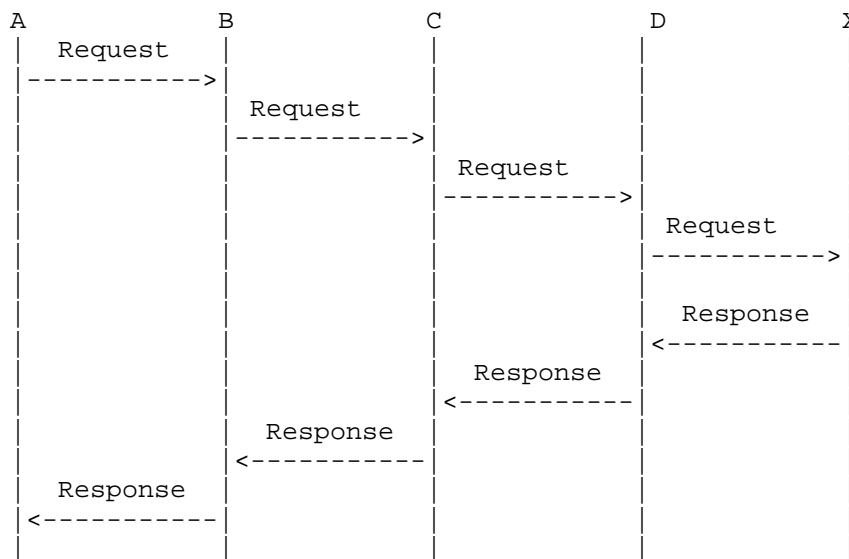 A B C D X
Request
Request
Request
Request
Response
Response
Response
Response